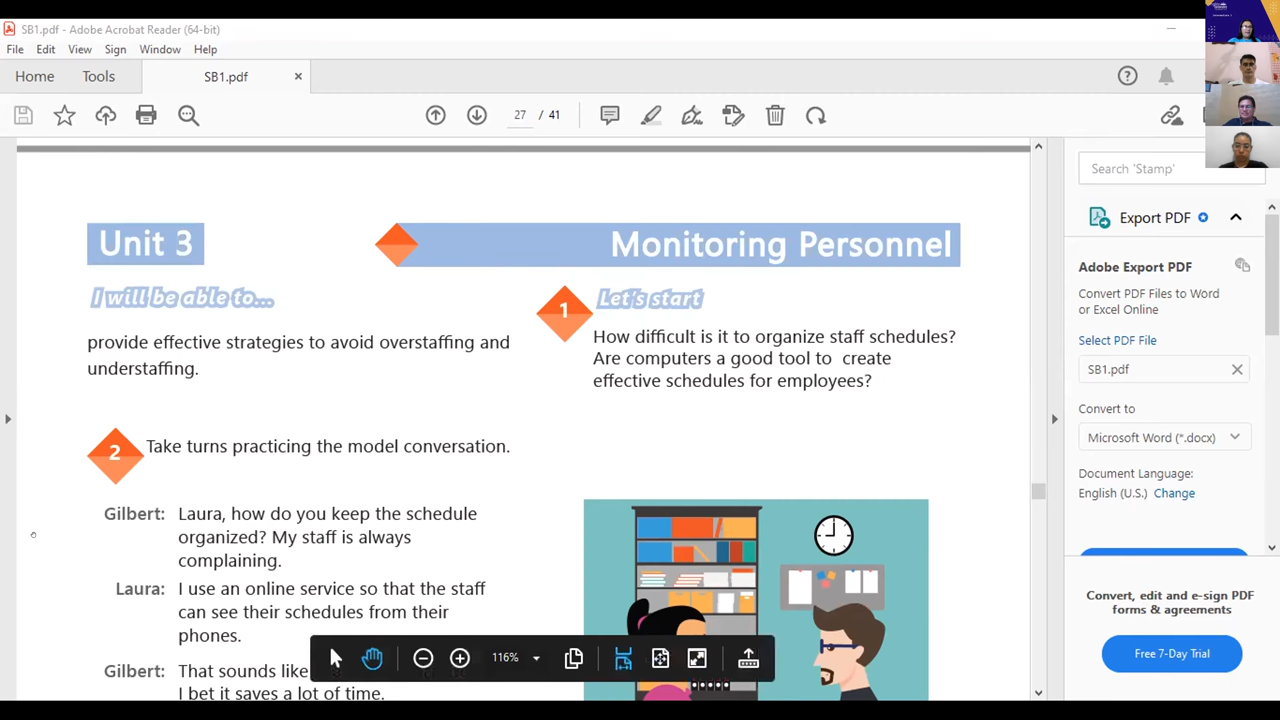 SB1.pdf - Adobe Acrobat Reader (64-bit)
File Edit View Sign Window Help
Home Tools SB1.pdf
27 / 41
Search 'Stamp'
Export PDF
Adobe Export PDF
Convert PDF Files to Word
or Excel Online
Select PDF File
SB1.pdf
Convert to
Microsoft Word (*.docx)
Document Language:
English (U.S.) Change
Convert, edit and e-sign PDF
forms & agreements
Free 7-Day Trial
Unit 3
Monitoring Personnel
I will be able to...
provide effective strategies to avoid overstaffing and
understaffing.
1
Let's start
How difficult is it to organize staff schedules?
Are computers a good tool to create
effective schedules for employees?
2
Take turns practicing the model conversation.
Gilbert: Laura, how do you keep the schedule
organized? My staff is always
complaining.
Laura: I use an online service so that the staff
can see their schedules from their
phones.
Gilbert: That sounds like
I bet it saves a lot of time.
116%